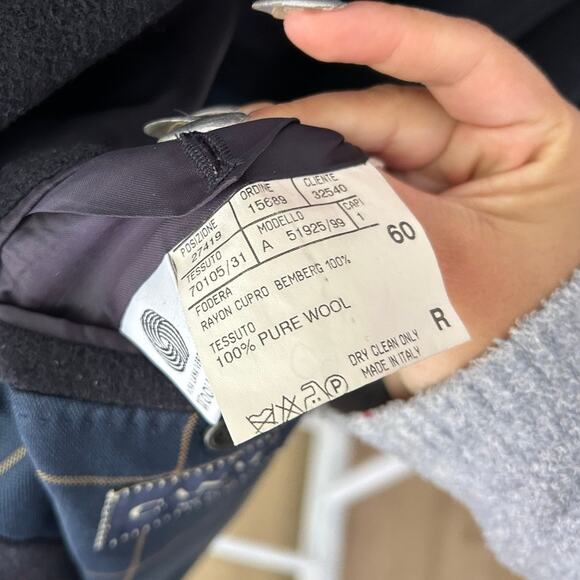 POSIZIONE ORDINE CLIENTE
27419 15689 32540
TESSUTO MODELLO CAPI
70105/31 A 51925/99 1 60
FODERA
RAYON CUPRO BEMBERG 100%
TESSUTO
100% PURE WOOL R
DRY CLEAN ONLY
MADE IN ITALY
P